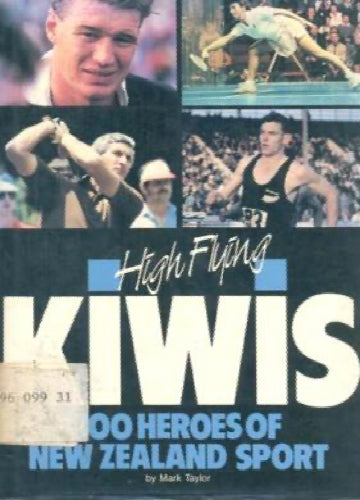 High Flying
KIWIS
96 099 31
00 HEROES OF
NEW ZEALAND SPORT
by Mark Taylor